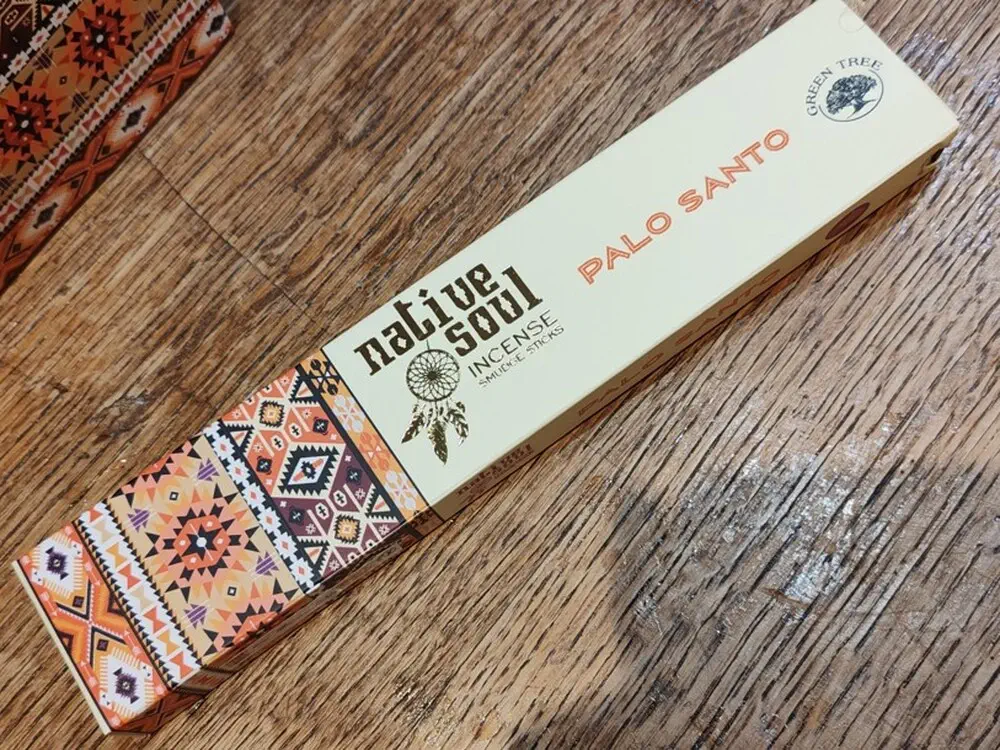 native
soul
INCENSE
SMUDGE STICKS
PALO SANTO
GREEN TREE